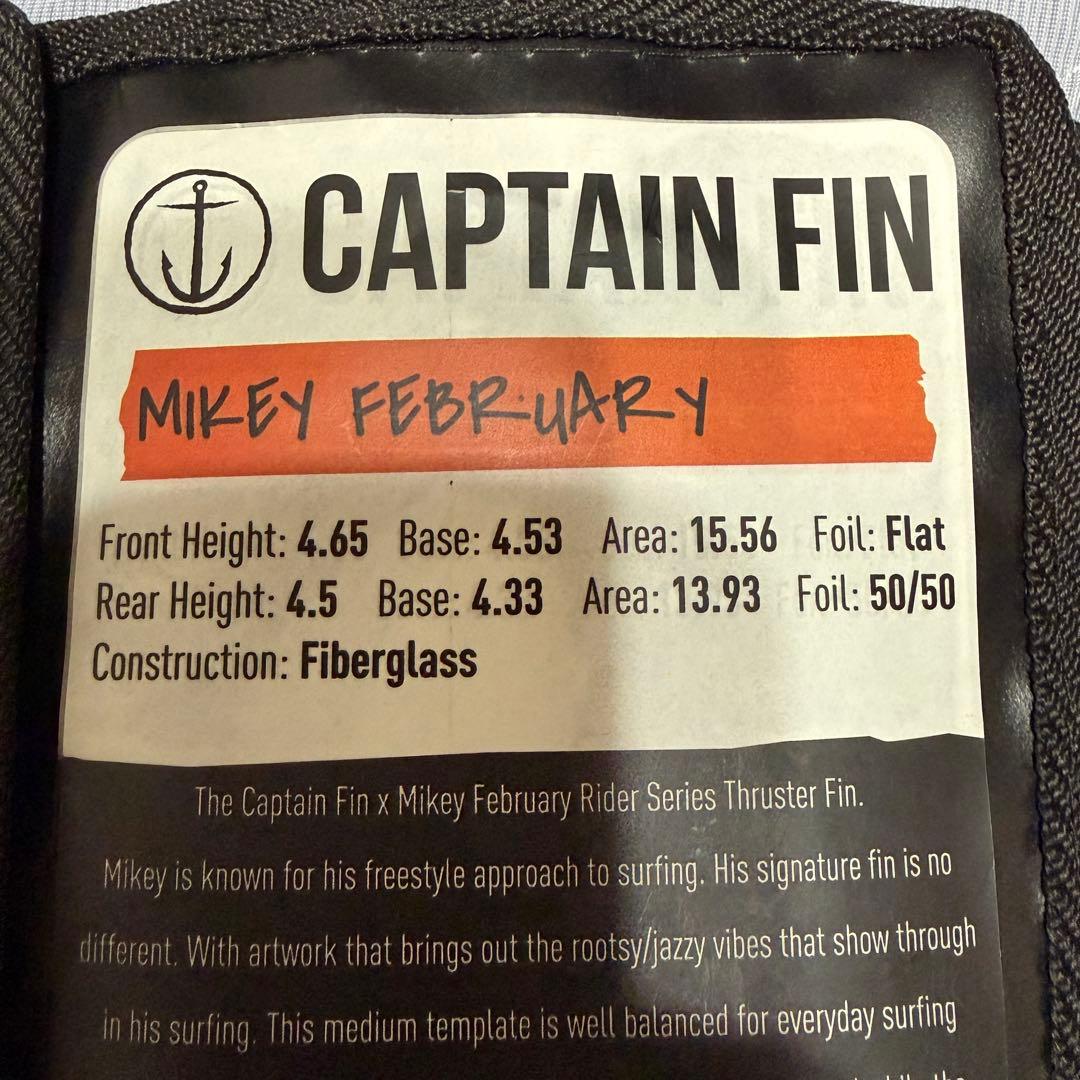 CAPTAIN FIN
MIKEY FEBRUARY
Front Height: 4.65 Base: 4.53 Area: 15.56 Foil: Flat
Rear Height: 4.5 Base: 4.33 Area: 13.93 Foil: 50/50
Construction: Fiberglass
The Captain Fin x Mikey February Rider Series Thruster Fin.
Mikey is known for his freestyle approach to surfing. His signature fin is no
different. With artwork that brings out the rootsy/jazzy vibes that show through
in his surfing. This medium template is well balanced for everyday surfing